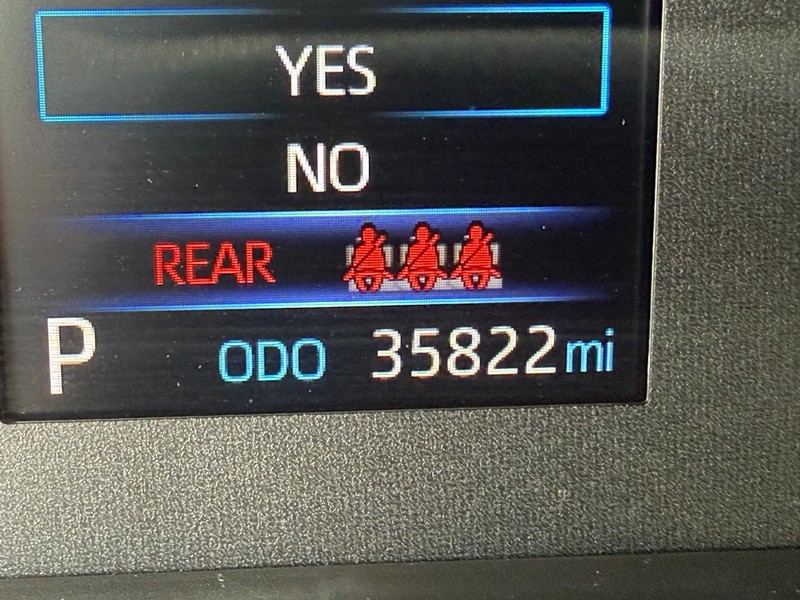 YES
NO
REAR
P ODO 35822 mi